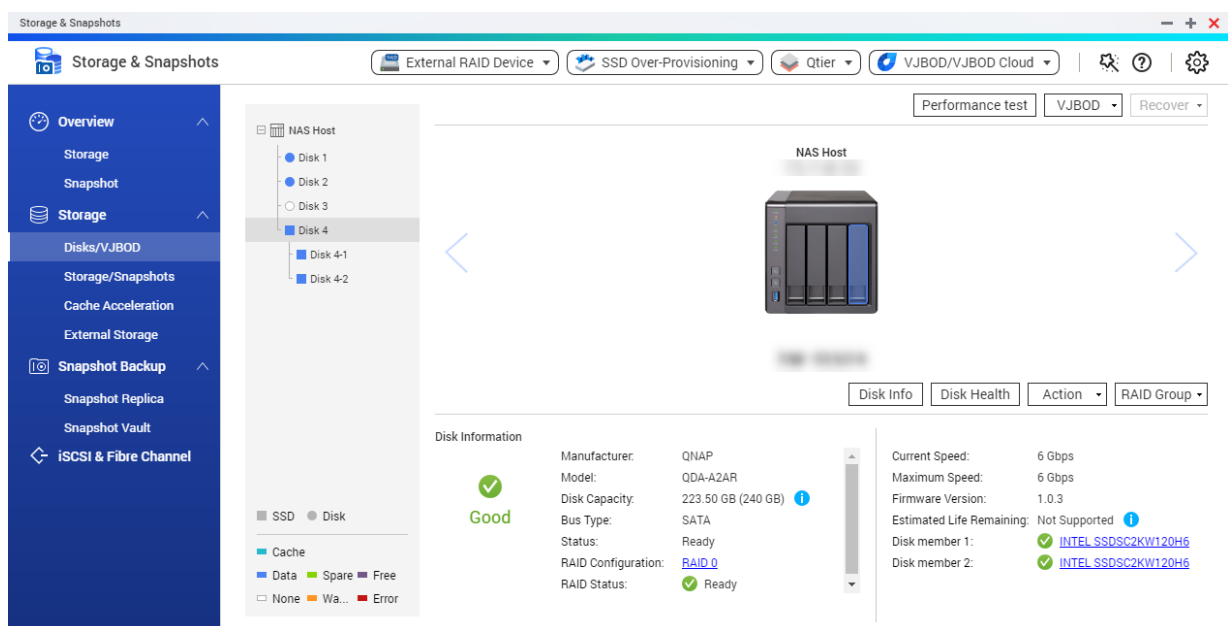 Storage & Snapshots
Storage & Snapshots
External RAID Device
SSD Over-Provisioning
Qtier
VJBOD/VJBOD Cloud
Overview
Storage
Snapshot
Storage
Disks/VJBOD
Storage/Snapshots
Cache Acceleration
External Storage
Snapshot Backup
Snapshot Replica
Snapshot Vault
iSCSI & Fibre Channel
NAS Host
Disk 1
Disk 2
Disk 3
Disk 4
Disk 4-1
Disk 4-2
SSD Disk
Cache
Data Spare Free
None Wa... Error
Performance test VJBOD Recover
NAS Host
Disk Info Disk Health Action RAID Group
Disk Information
Good
Manufacturer: QNAP
Model: QDA-A2AR
Disk Capacity: 223.50 GB (240 GB)
Bus Type: SATA
Status: Ready
RAID Configuration: RAID 0
RAID Status: Ready
Current Speed: 6 Gbps
Maximum Speed: 6 Gbps
Firmware Version: 1.0.3
Estimated Life Remaining: Not Supported
Disk member 1: INTEL SSDSC2KW120H6
Disk member 2: INTEL SSDSC2KW120H6